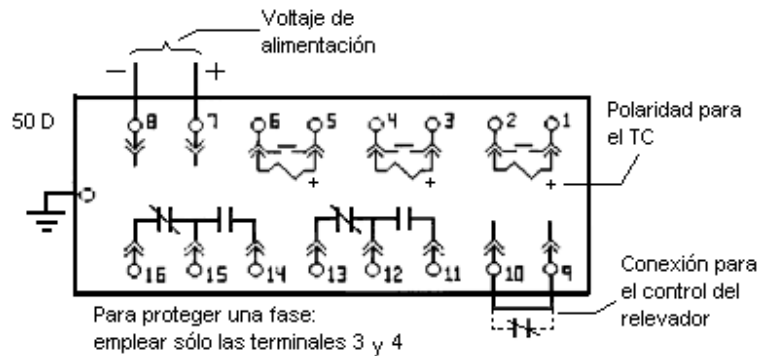 Voltaje de
alimentación
− +
50 D
8 7 6 5 4 3 2 1
Polaridad para
el TC
+ + +
16 15 14 13 12 11 10 9
Conexión para
el control del
relevador
Para proteger una fase:
emplear sólo las terminales 3 y 4